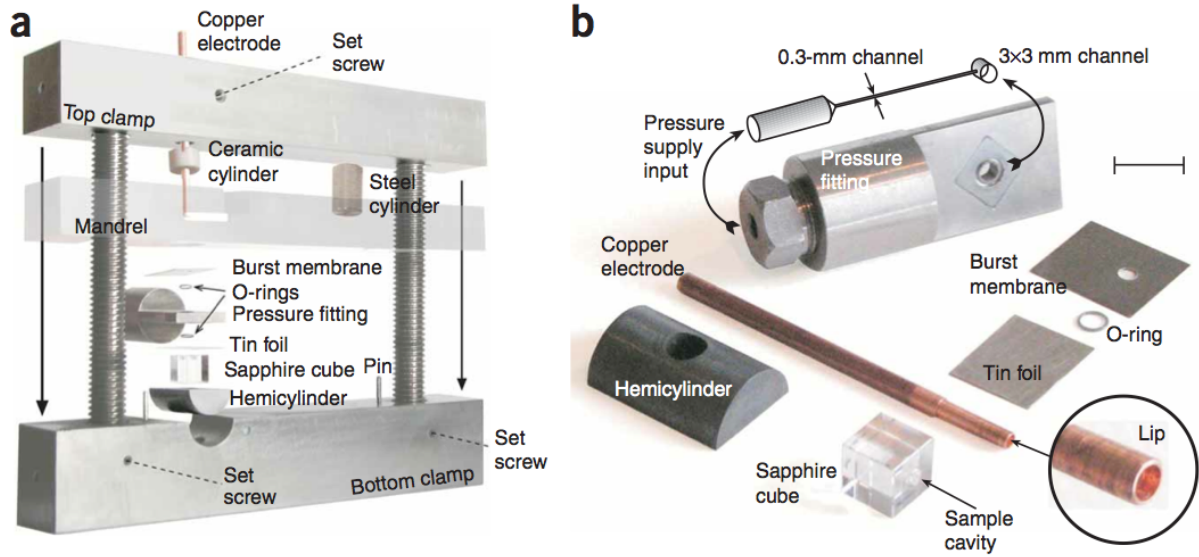 a
Copper
electrode
Set
screw
Top clamp
Ceramic
cylinder
Steel
cylinder
Mandrel
Burst membrane
O-rings
Pressure fitting
Tin foil
Sapphire cube
Pin
Hemicylinder
Set
screw
Set
screw
Bottom clamp
b
0.3-mm channel
3×3 mm channel
Pressure
supply
input
Pressure
fitting
Copper
electrode
Burst
membrane
O-ring
Tin foil
Hemicylinder
Lip
Sapphire
cube
Sample
cavity